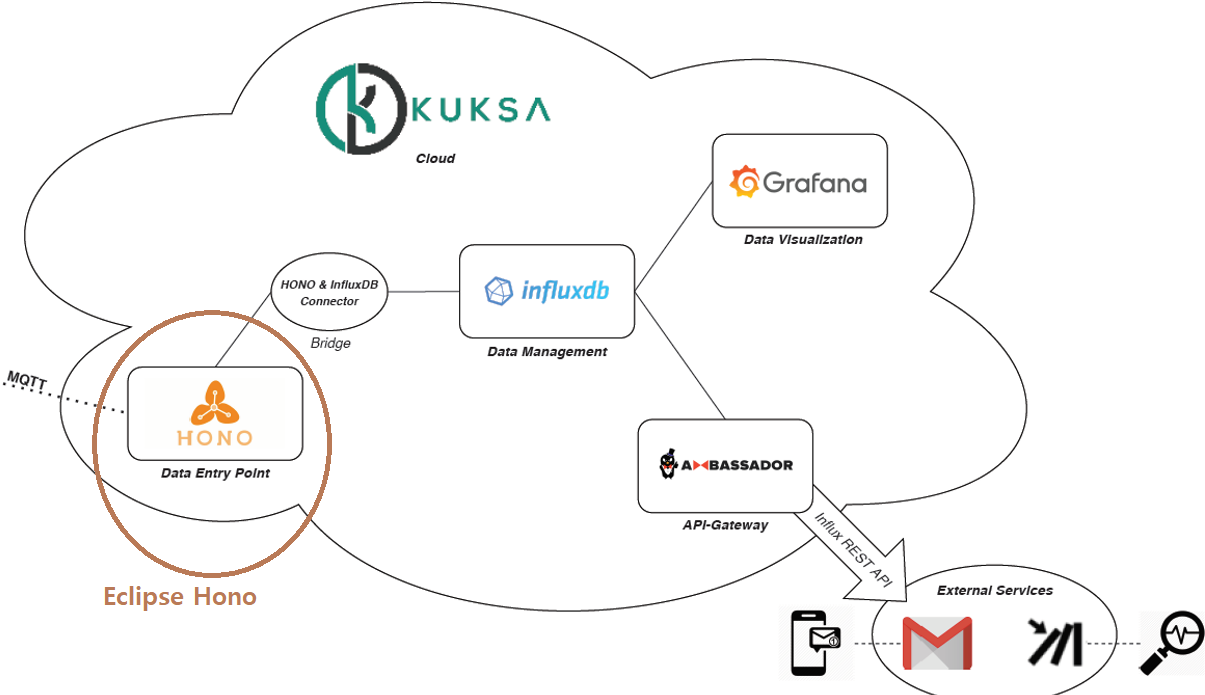 KUKSA
Cloud
Grafana
Data Visualization
HONO & InfluxDB
Connector
Bridge
influxdb
Data Management
MQTT
HONO
Data Entry Point
Eclipse Hono
AMBASSADOR
API-Gateway
Influx REST API
External Services
1